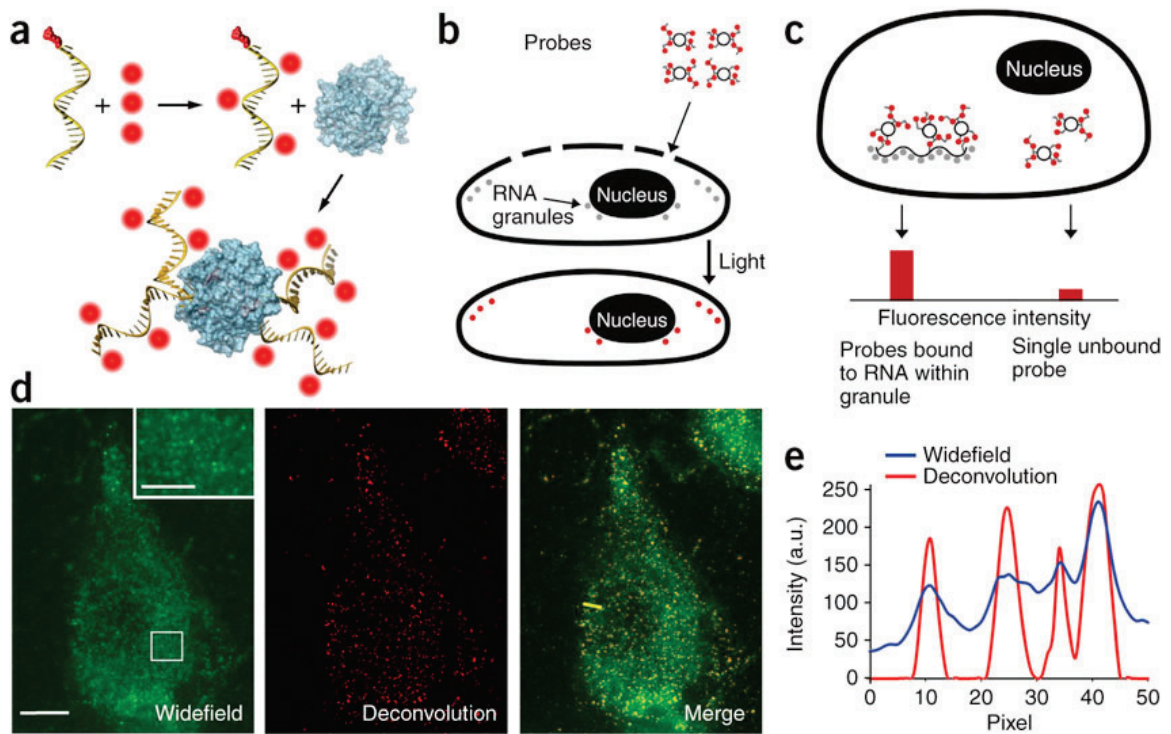 a
+
+
b
Probes
RNA
granules
Nucleus
Light
Nucleus
c
Nucleus
Fluorescence intensity
Probes bound
to RNA within
granule
Single unbound
probe
d
Widefield
Deconvolution
Merge
e
Widefield
Deconvolution
Intensity (a.u.)
250
200
150
100
50
0
0
10
20
30
40
50
Pixel